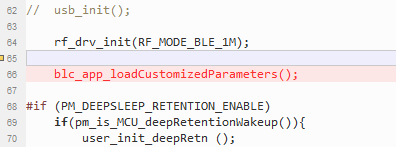 62 //  usb_init();
63
64 rf_drv_init(RF_MODE_BLE_1M);
65
66 blc_app_loadCustomizedParameters();
67
68 #if (PM_DEEPSLEEP_RETENTION_ENABLE)
69 if(pm_is_MCU_deepRetentionWakeup()){
70 user_init_deepRetn ();